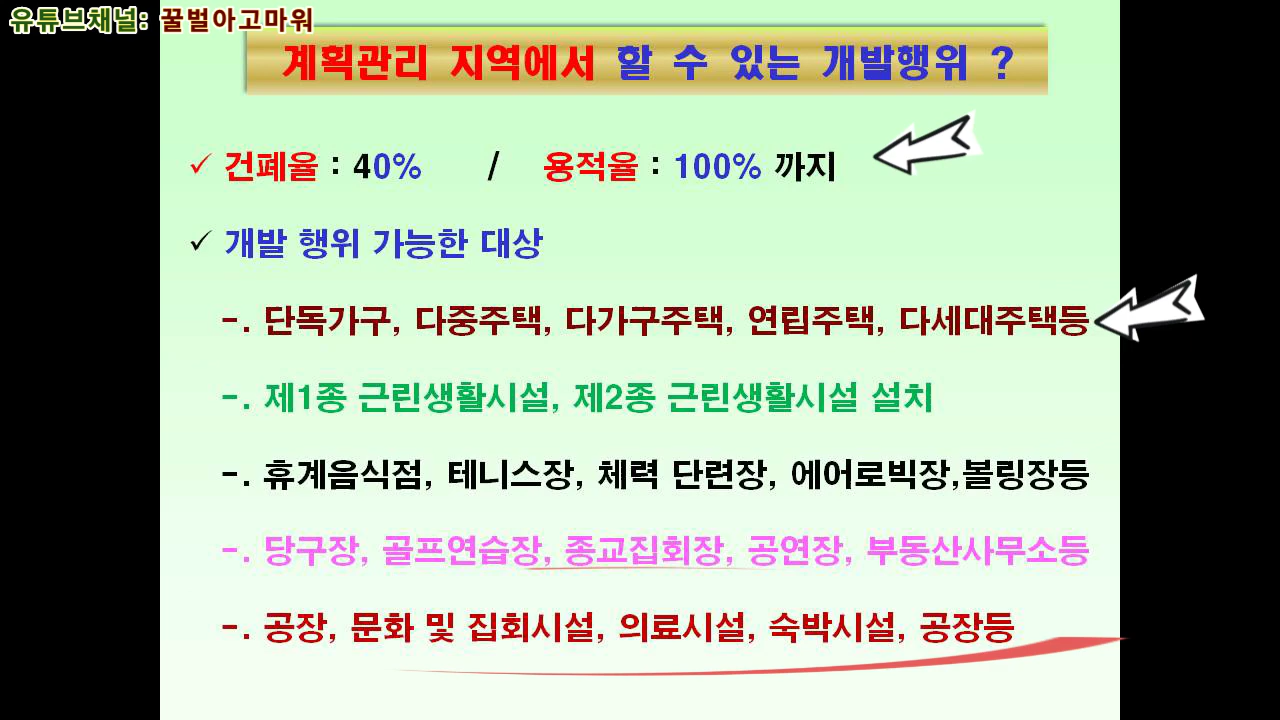 유튜브채널: 꿀벌아고마워
계획관리 지역에서 할 수 있는 개발행위 ?
✓ 건폐율 : 40% / 용적율 : 100% 까지
✓ 개발 행위 가능한 대상
-. 단독가구, 다중주택, 다가구주택, 연립주택, 다세대주택등
-. 제1종 근린생활시설, 제2종 근린생활시설 설치
-. 휴계음식점, 테니스장, 체력 단련장, 에어로빅장,볼링장등
-. 당구장, 골프연습장, 종교집회장, 공연장, 부동산사무소등
-. 공장, 문화 및 집회시설, 의료시설, 숙박시설, 공장등